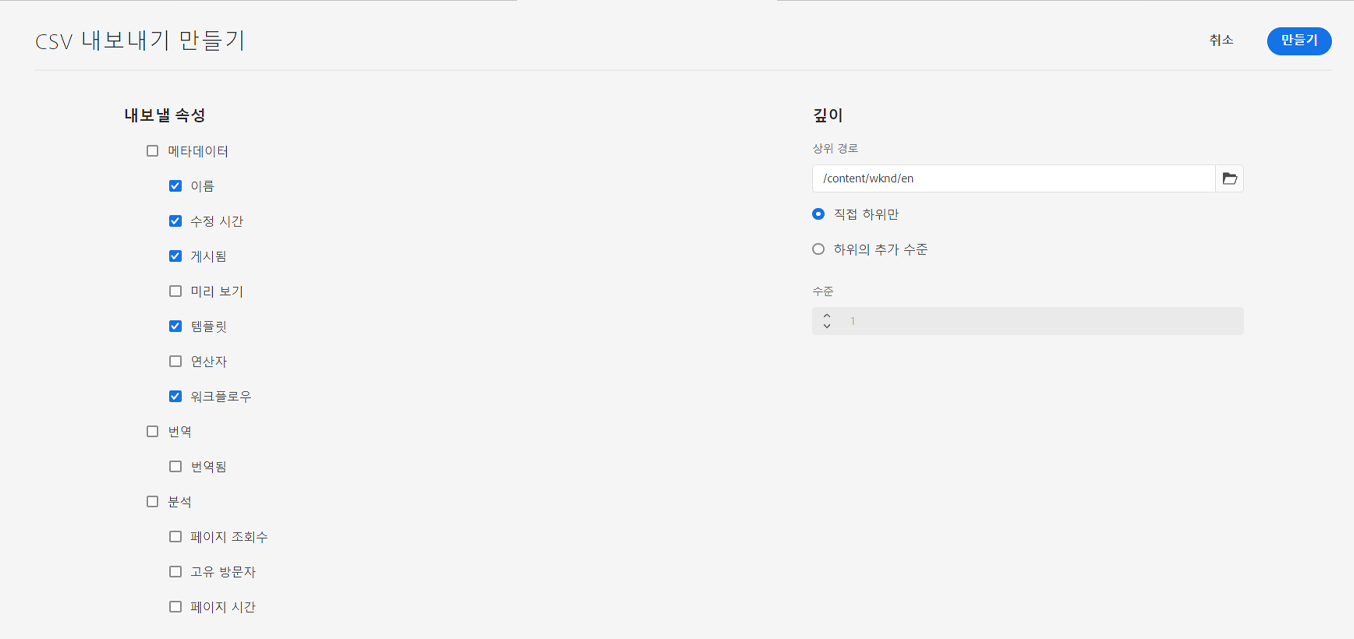 CSV 내보내기 만들기
취소
만들기
내보낼 속성
메타데이터
이름
수정 시간
게시됨
미리 보기
템플릿
연산자
워크플로우
번역
번역됨
분석
페이지 조회수
고유 방문자
페이지 시간
깊이
상위 경로
/content/wknd/en
직접 하위만
하위의 추가 수준
수준
1